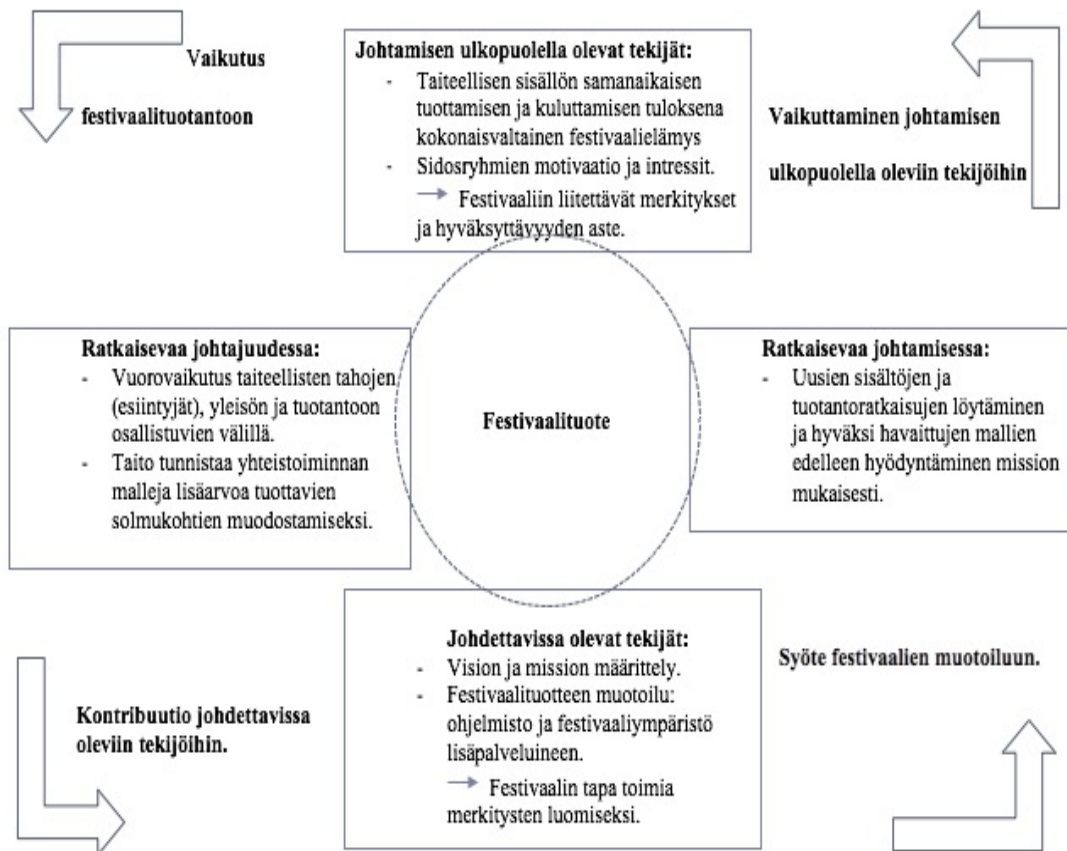 Vaikutus
festivaalituotantoon
Johtamisen ulkopuolella olevat tekijät:
- Taiteellisen sisällön samanaikaisen
tuottamisen ja kuluttamisen tuloksena
kokonaisvaltainen festivaalielämys
- Sidosryhmien motivaatio ja intressit.
→ Festivaaliin liitettävät merkitykset
ja hyväksyttävyyden aste.
Vaikuttaminen johtamisen
ulkopuolella oleviin tekijöihin
Ratkaisevaa johtajuudessa:
- Vuorovaikutus taiteellisten tahojen
(esiintyjät), yleisön ja tuotantoon
osallistuvien välillä.
- Taito tunnistaa yhteistoiminnan
malleja lisäarvoa tuottavien
solmukohtien muodostamiseksi.
Festivaalituote
Ratkaisevaa johtamisessa:
- Uusien sisältöjen ja
tuotantoratkaisujen löytäminen
ja hyväksi havaittujen mallien
edelleen hyödyntäminen mission
mukaisesti.
Kontribuutio johdettavissa
oleviin tekijöihin.
Johdettavissa olevat tekijät:
- Vision ja mission määrittely.
- Festivaalituotteen muotoilu:
ohjelmisto ja festivaaliympäristö
lisäpalveluineen.
→ Festivaalin tapa toimia
merkitysten luomiseksi.
Syöte festivaalien muotoiluun.